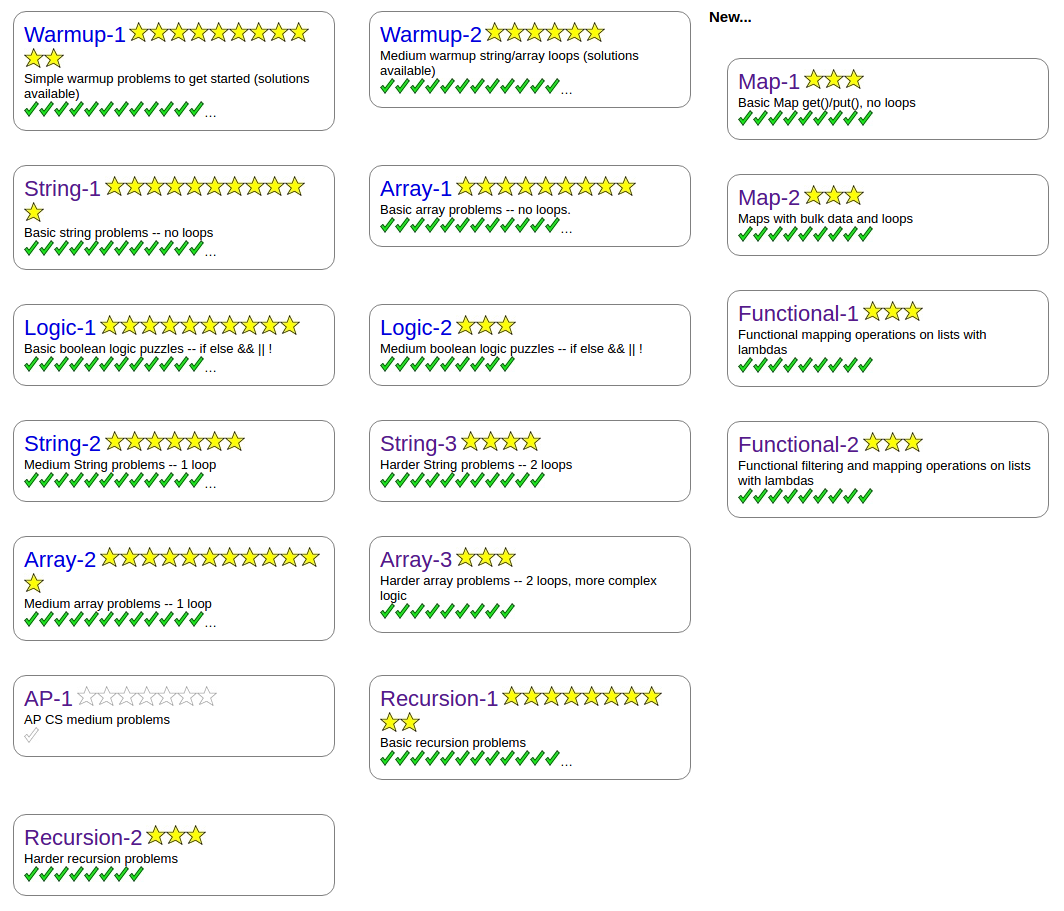 Warmup-1
Simple warmup problems to get started (solutions
available)
...
Warmup-2
Medium warmup string/array loops (solutions
available)
...
New...
Map-1
Basic Map get()/put(), no loops
String-1
Basic string problems -- no loops
...
Array-1
Basic array problems -- no loops.
...
Map-2
Maps with bulk data and loops
Logic-1
Basic boolean logic puzzles -- if else && || !
...
Logic-2
Medium boolean logic puzzles -- if else && || !
Functional-1
Functional mapping operations on lists with
lambdas
String-2
Medium String problems -- 1 loop
...
String-3
Harder String problems -- 2 loops
Functional-2
Functional filtering and mapping operations on lists
with lambdas
Array-2
Medium array problems -- 1 loop
...
Array-3
Harder array problems -- 2 loops, more complex
logic
AP-1
AP CS medium problems
Recursion-1
Basic recursion problems
...
Recursion-2
Harder recursion problems